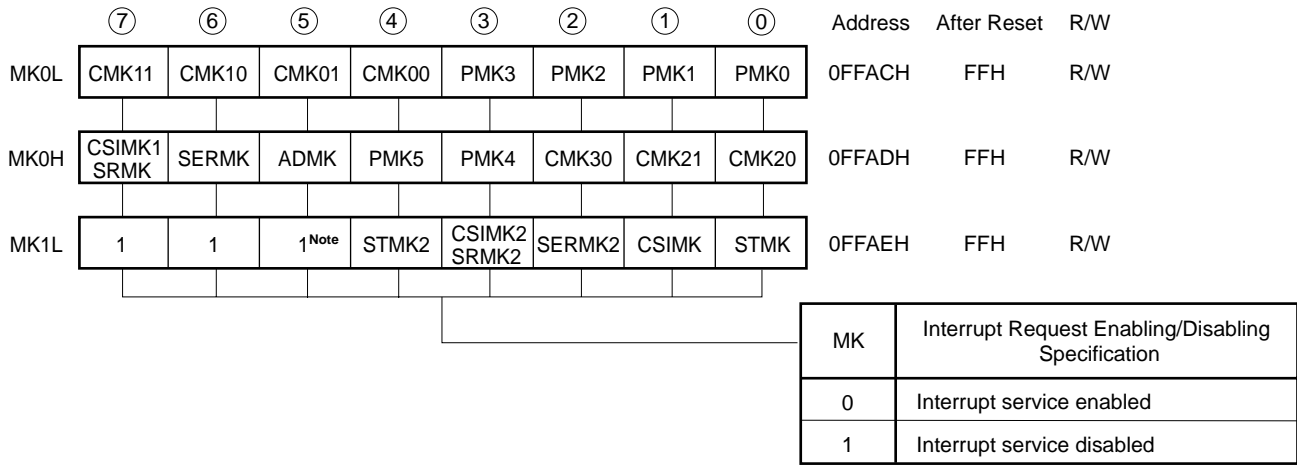 ⑦ ⑥ ⑤ ④ ③ ② ① ⓪ Address After Reset R/W
MK0L CMK11 CMK10 CMK01 CMK00 PMK3 PMK2 PMK1 PMK0 0FFACH FFH R/W
MK0H CSIMK1 SRMK SERMK ADMK PMK5 PMK4 CMK30 CMK21 CMK20 0FFADH FFH R/W
MK1L 1 1 1Note STMK2 CSIMK2 SRMK2 SERMK2 CSIMK STMK 0FFAEH FFH R/W
MK Interrupt Request Enabling/Disabling
Specification
0 Interrupt service enabled
1 Interrupt service disabled